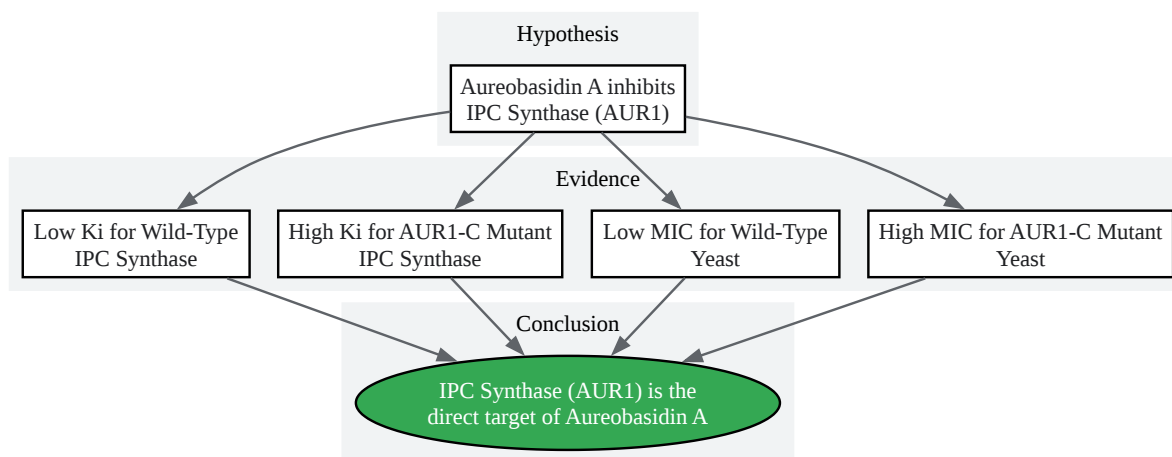 Hypothesis
Aureobasidin A inhibits
IPC Synthase (AUR1)
Evidence
Low Ki for Wild-Type
IPC Synthase
High Ki for AUR1-C Mutant
IPC Synthase
Low MIC for Wild-Type
Yeast
High MIC for AUR1-C Mutant
Yeast
Conclusion
IPC Synthase (AUR1) is the
direct target of Aureobasidin A